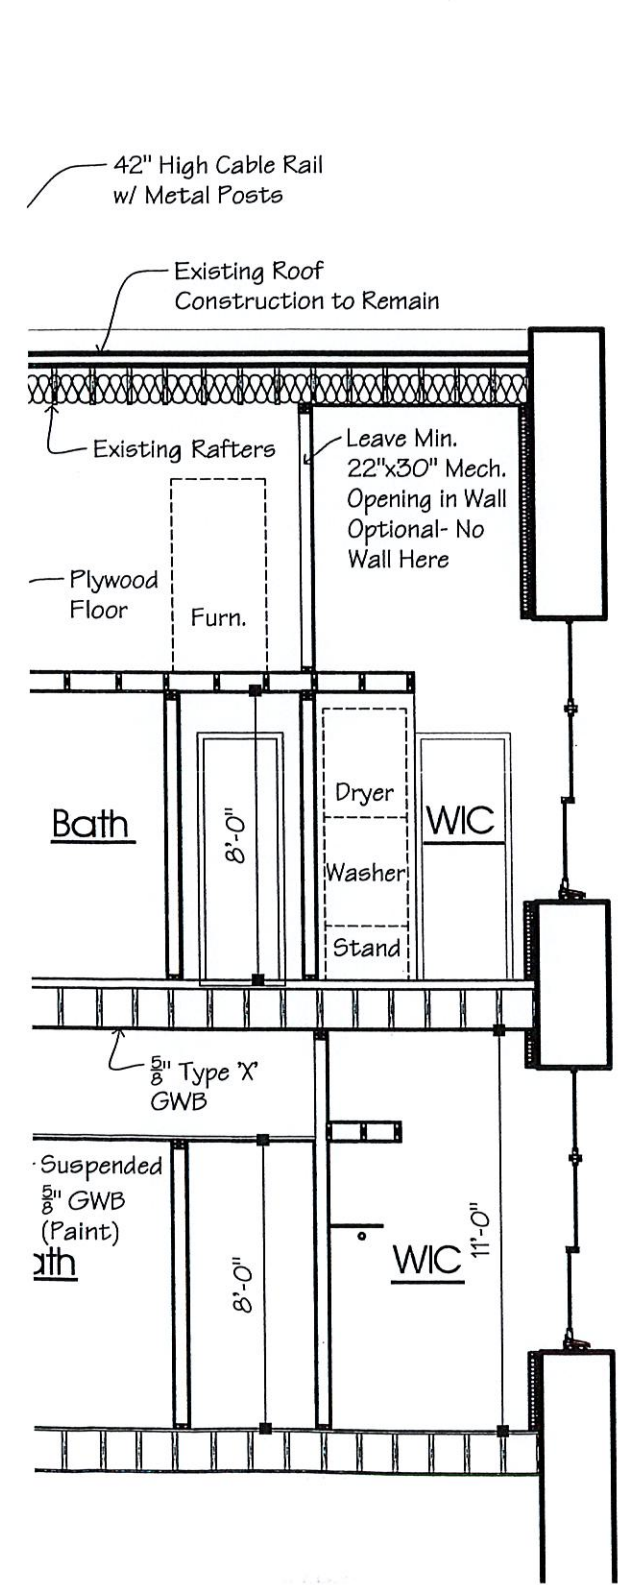 42" High Cable Rail
w/ Metal Posts
Existing Roof
Construction to Remain
Existing Rafters
Leave Min.
22"x30" Mech.
Opening in Wall
Optional- No
Wall Here
Plywood
Floor
Furn.
Bath
8'-0"
Dryer
Washer
Stand
WIC
5/8" Type 'X'
GWB
Suspended
5/8" GWB
(Paint)
ath
8'-0"
WIC
11'-0"